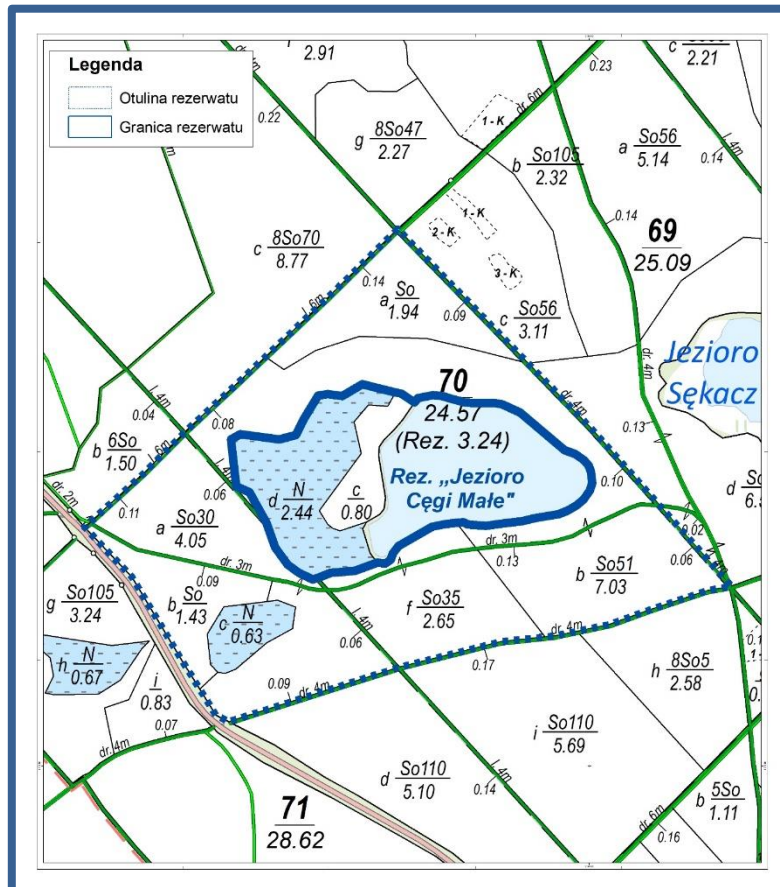 Legenda
Otulina rezerwatu
Granica rezerwatu
2.91
2.21
0.23
dr. 6m
l. 4m
0.22
g 8So47
2.27
1-K
b So105
2.32
a So56
5.14
0.14
0.14
69
25.09
c 8So70
8.77
1-K
2-K
3-K
l. 6m
0.14
a So
1.94
0.09
c So56
3.11
dr. 4m
Jezioro
Sękacz
l. 4m
0.04
0.08
70
24.57
(Rez. 3.24)
Rez. „Jezioro
Cęgi Małe"
dr. 4m
0.13
0.10
b 6So
1.50
l. 6m
l. 4m
0.06
d N
2.44
c
0.80
dr. 2m
0.11
a So30
4.05
0.02
0.06
dr. 3m
0.09
dr. 3m
0.13
b So51
7.03
g So105
3.24
b So
1.43
c N
0.63
f So35
2.65
l. 4m
0.06
h N
0.67
i
0.83
0.07
dr. 4m
0.09
dr. 4m
0.17
dr. 4m
h 8So5
2.58
i So110
5.69
d So110
5.10
l. 4m
0.14
b 5So
1.11
dr. 6m
0.16
71
28.62